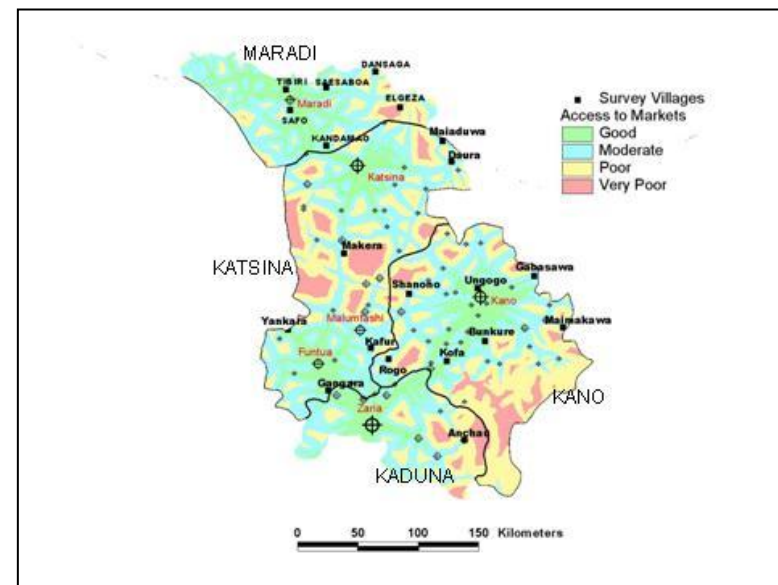 MARADI
DANSAGA
TIBIRI
SAESABOA
Maradi
ELGEZA
SAFO
KANDAMAO
Maiaduwa
Daura
Katsina
Survey Villages
Access to Markets
Good
Moderate
Poor
Very Poor
KATSINA
Makera
Shanono
Ungogo
Gabasawa
Kano
Malumfashi
Yankara
Maimakawa
Bunkure
Kafur
Kofa
Funtua
Rogo
Gangara
KANO
Zaria
Anchau
KADUNA
0 50 100 150 Kilometers